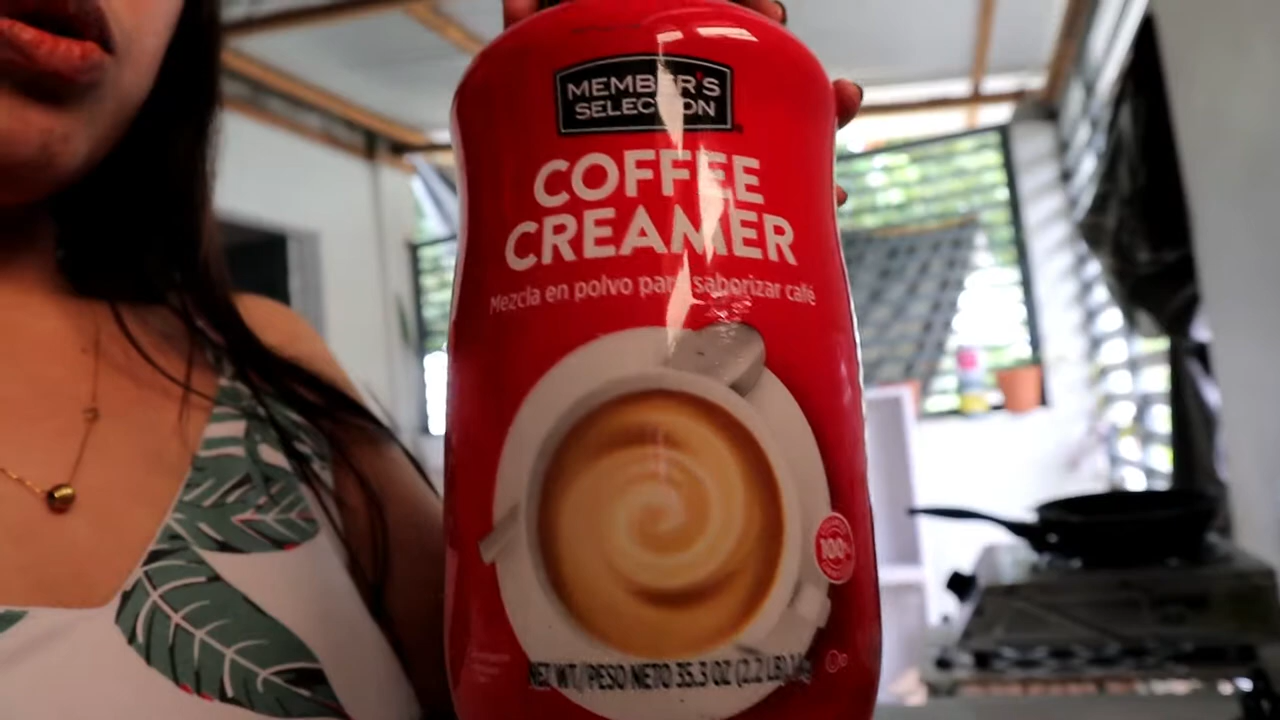 MEMBER'S
SELECTION
COFFEE
CREAMER
Mezcla en polvo para saborizar café
100%
NET WT/PESO NETO 35.3 OZ (2.2 LB)